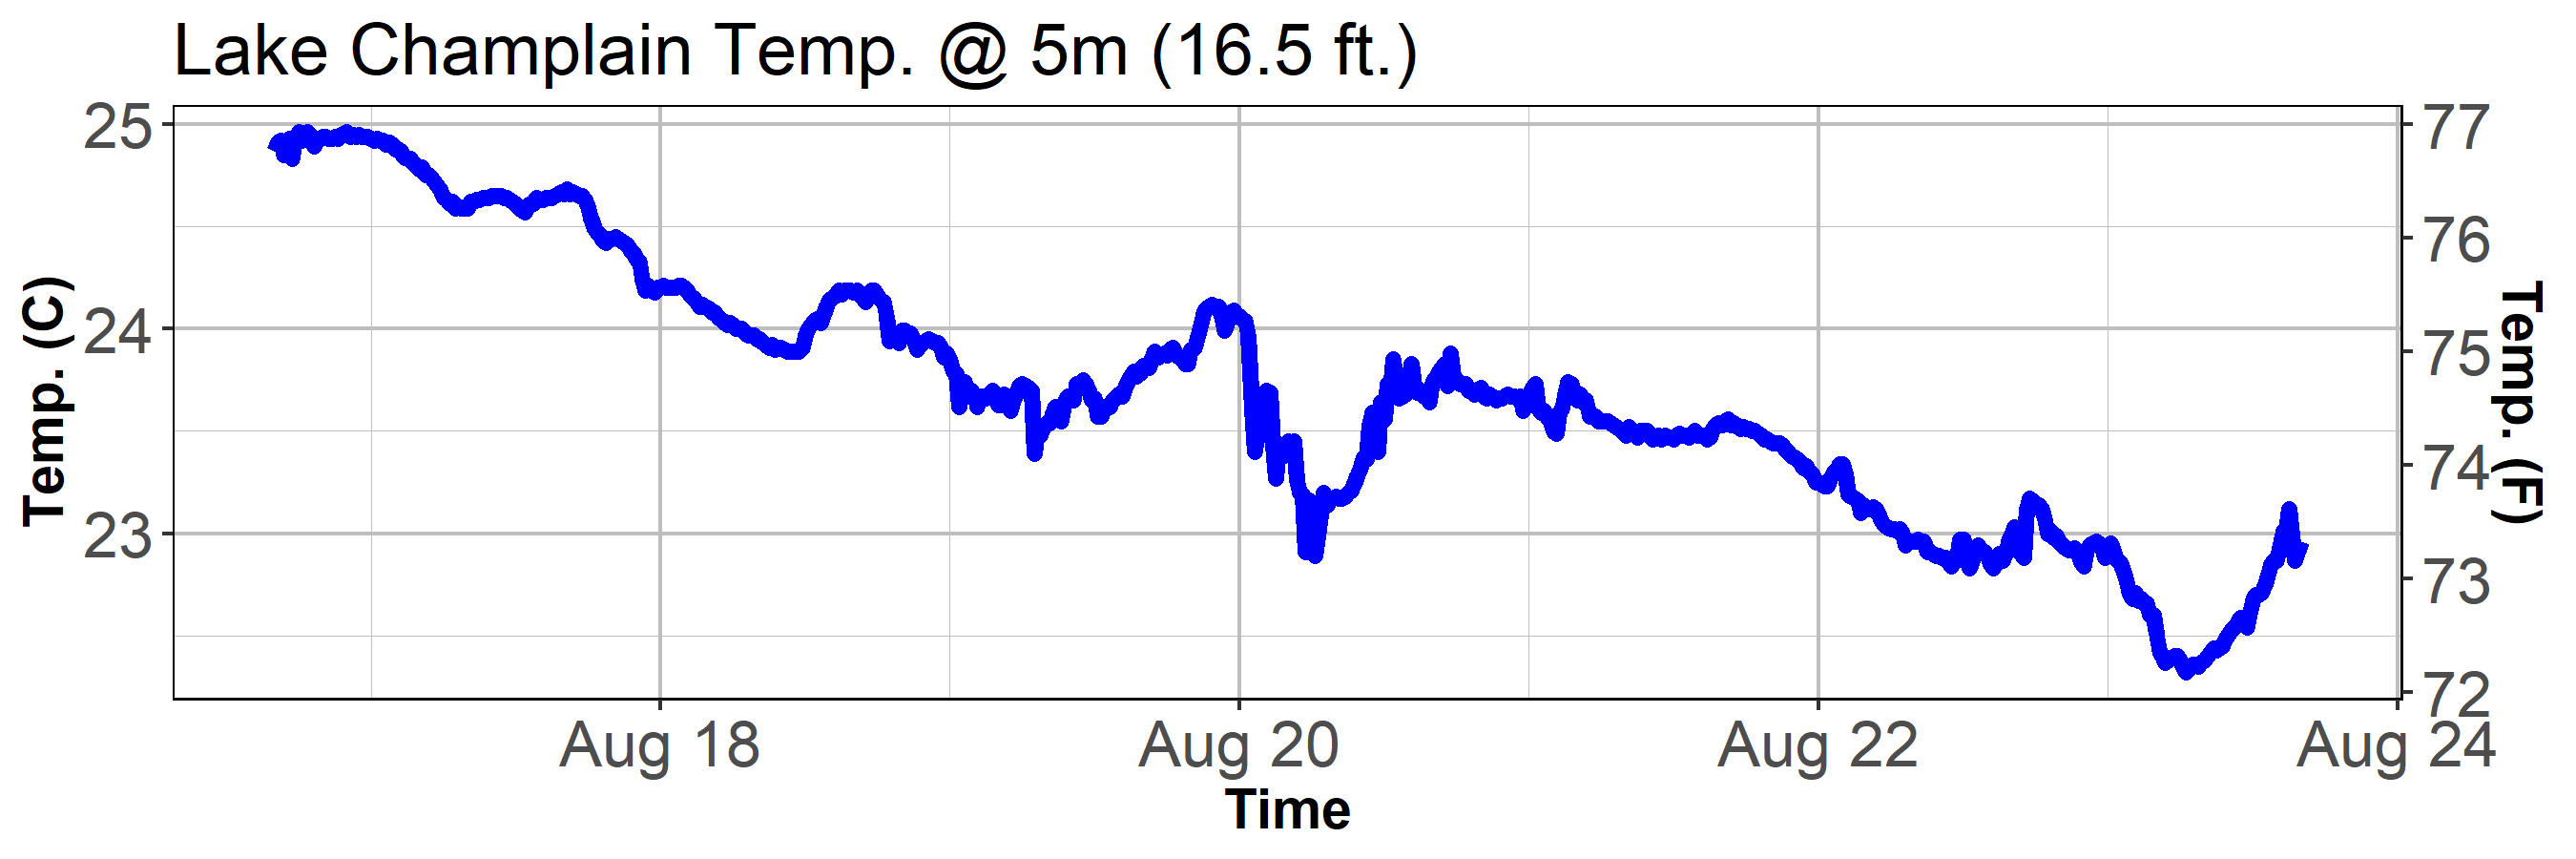 Lake Champlain Temp. @ 5m (16.5 ft.)
Temp. (C)
25
24
23
77
76
75
74
73
72
Temp. (F)
Aug 18 Aug 20 Aug 22 Aug 24
Time